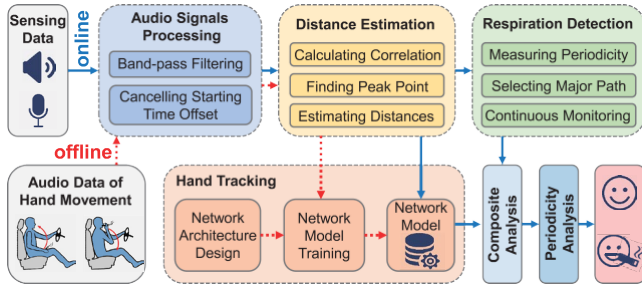 Sensing
Data
online
Audio Signals
Processing
Band-pass Filtering
Cancelling Starting
Time Offset
Distance Estimation
Calculating Correlation
Finding Peak Point
Estimating Distances
Respiration Detection
Measuring Periodicity
Selecting Major Path
Continuous Monitoring
offline
Audio Data of
Hand Movement
Hand Tracking
Network
Architecture
Design
Network
Model
Training
Network
Model
Composite
Analysis
Periodicity
Analysis